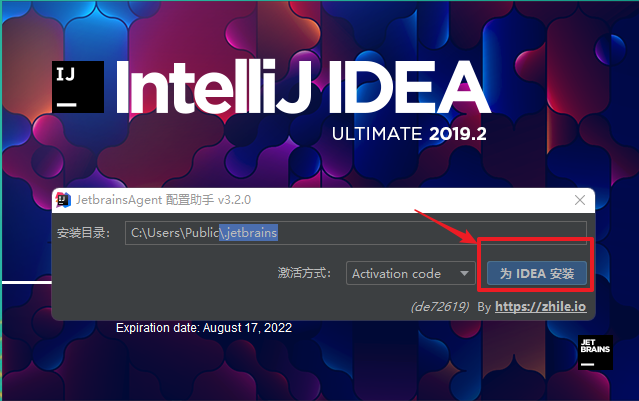 IJ
IntelliJ IDEA
ULTIMATE 2019.2
JetbrainsAgent 配置助手 v3.2.0
安装目录: C:\Users\Public\.jetbrains
激活方式: Activation code 为 IDEA 安装
(de72619) By https://zhile.io
Expiration date: August 17, 2022
JET
BRAINS